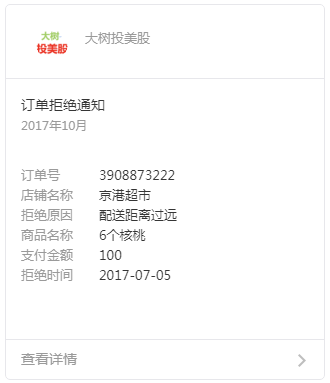 大树·
投美股
大树投美股
订单拒绝通知
2017年10月
订单号 3908873222
店铺名称 京港超市
拒绝原因 配送距离过远
商品名称 6个核桃
支付金额 100
拒绝时间 2017-07-05
查看详情